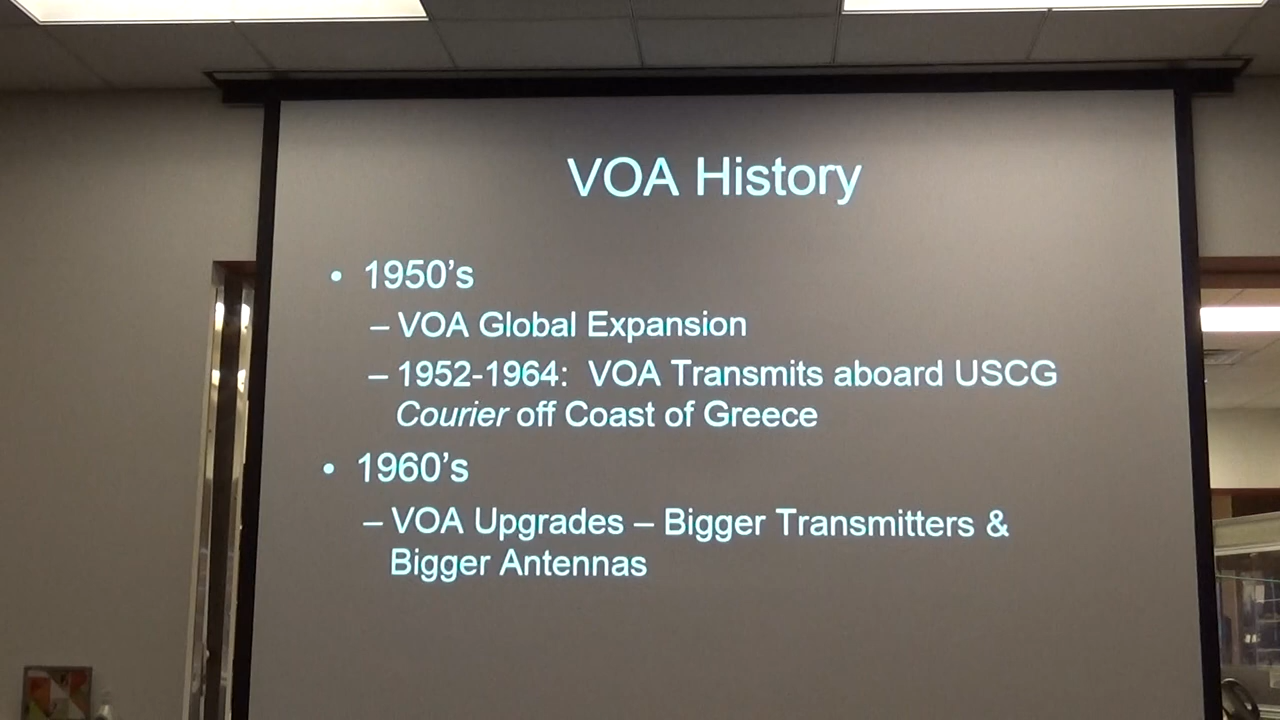 VOA History
• 1950’s
– VOA Global Expansion
– 1952-1964:  VOA Transmits aboard USCG
Courier off Coast of Greece
• 1960’s
– VOA Upgrades – Bigger Transmitters &
Bigger Antennas